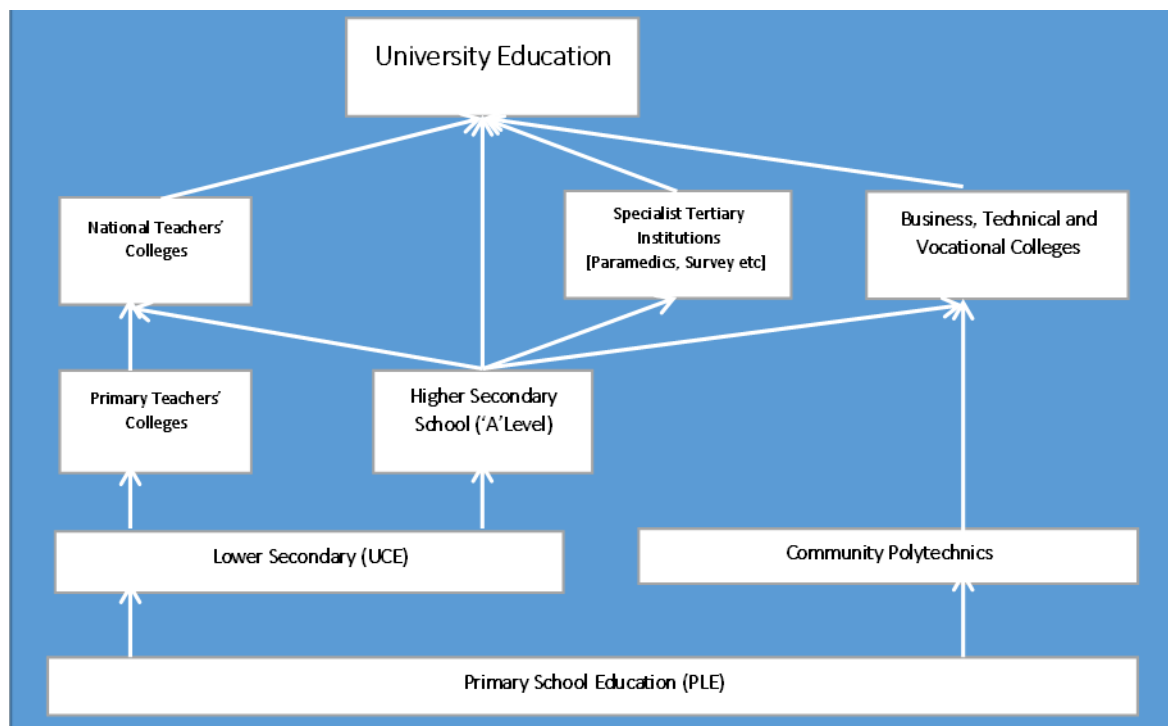 University Education
National Teachers'
Colleges
Specialist Tertiary
Institutions
[Paramedics, Survey etc]
Business, Technical and
Vocational Colleges
Primary Teachers'
Colleges
Higher Secondary
School ('A'Level)
Lower Secondary (UCE)
Community Polytechnics
Primary School Education (PLE)